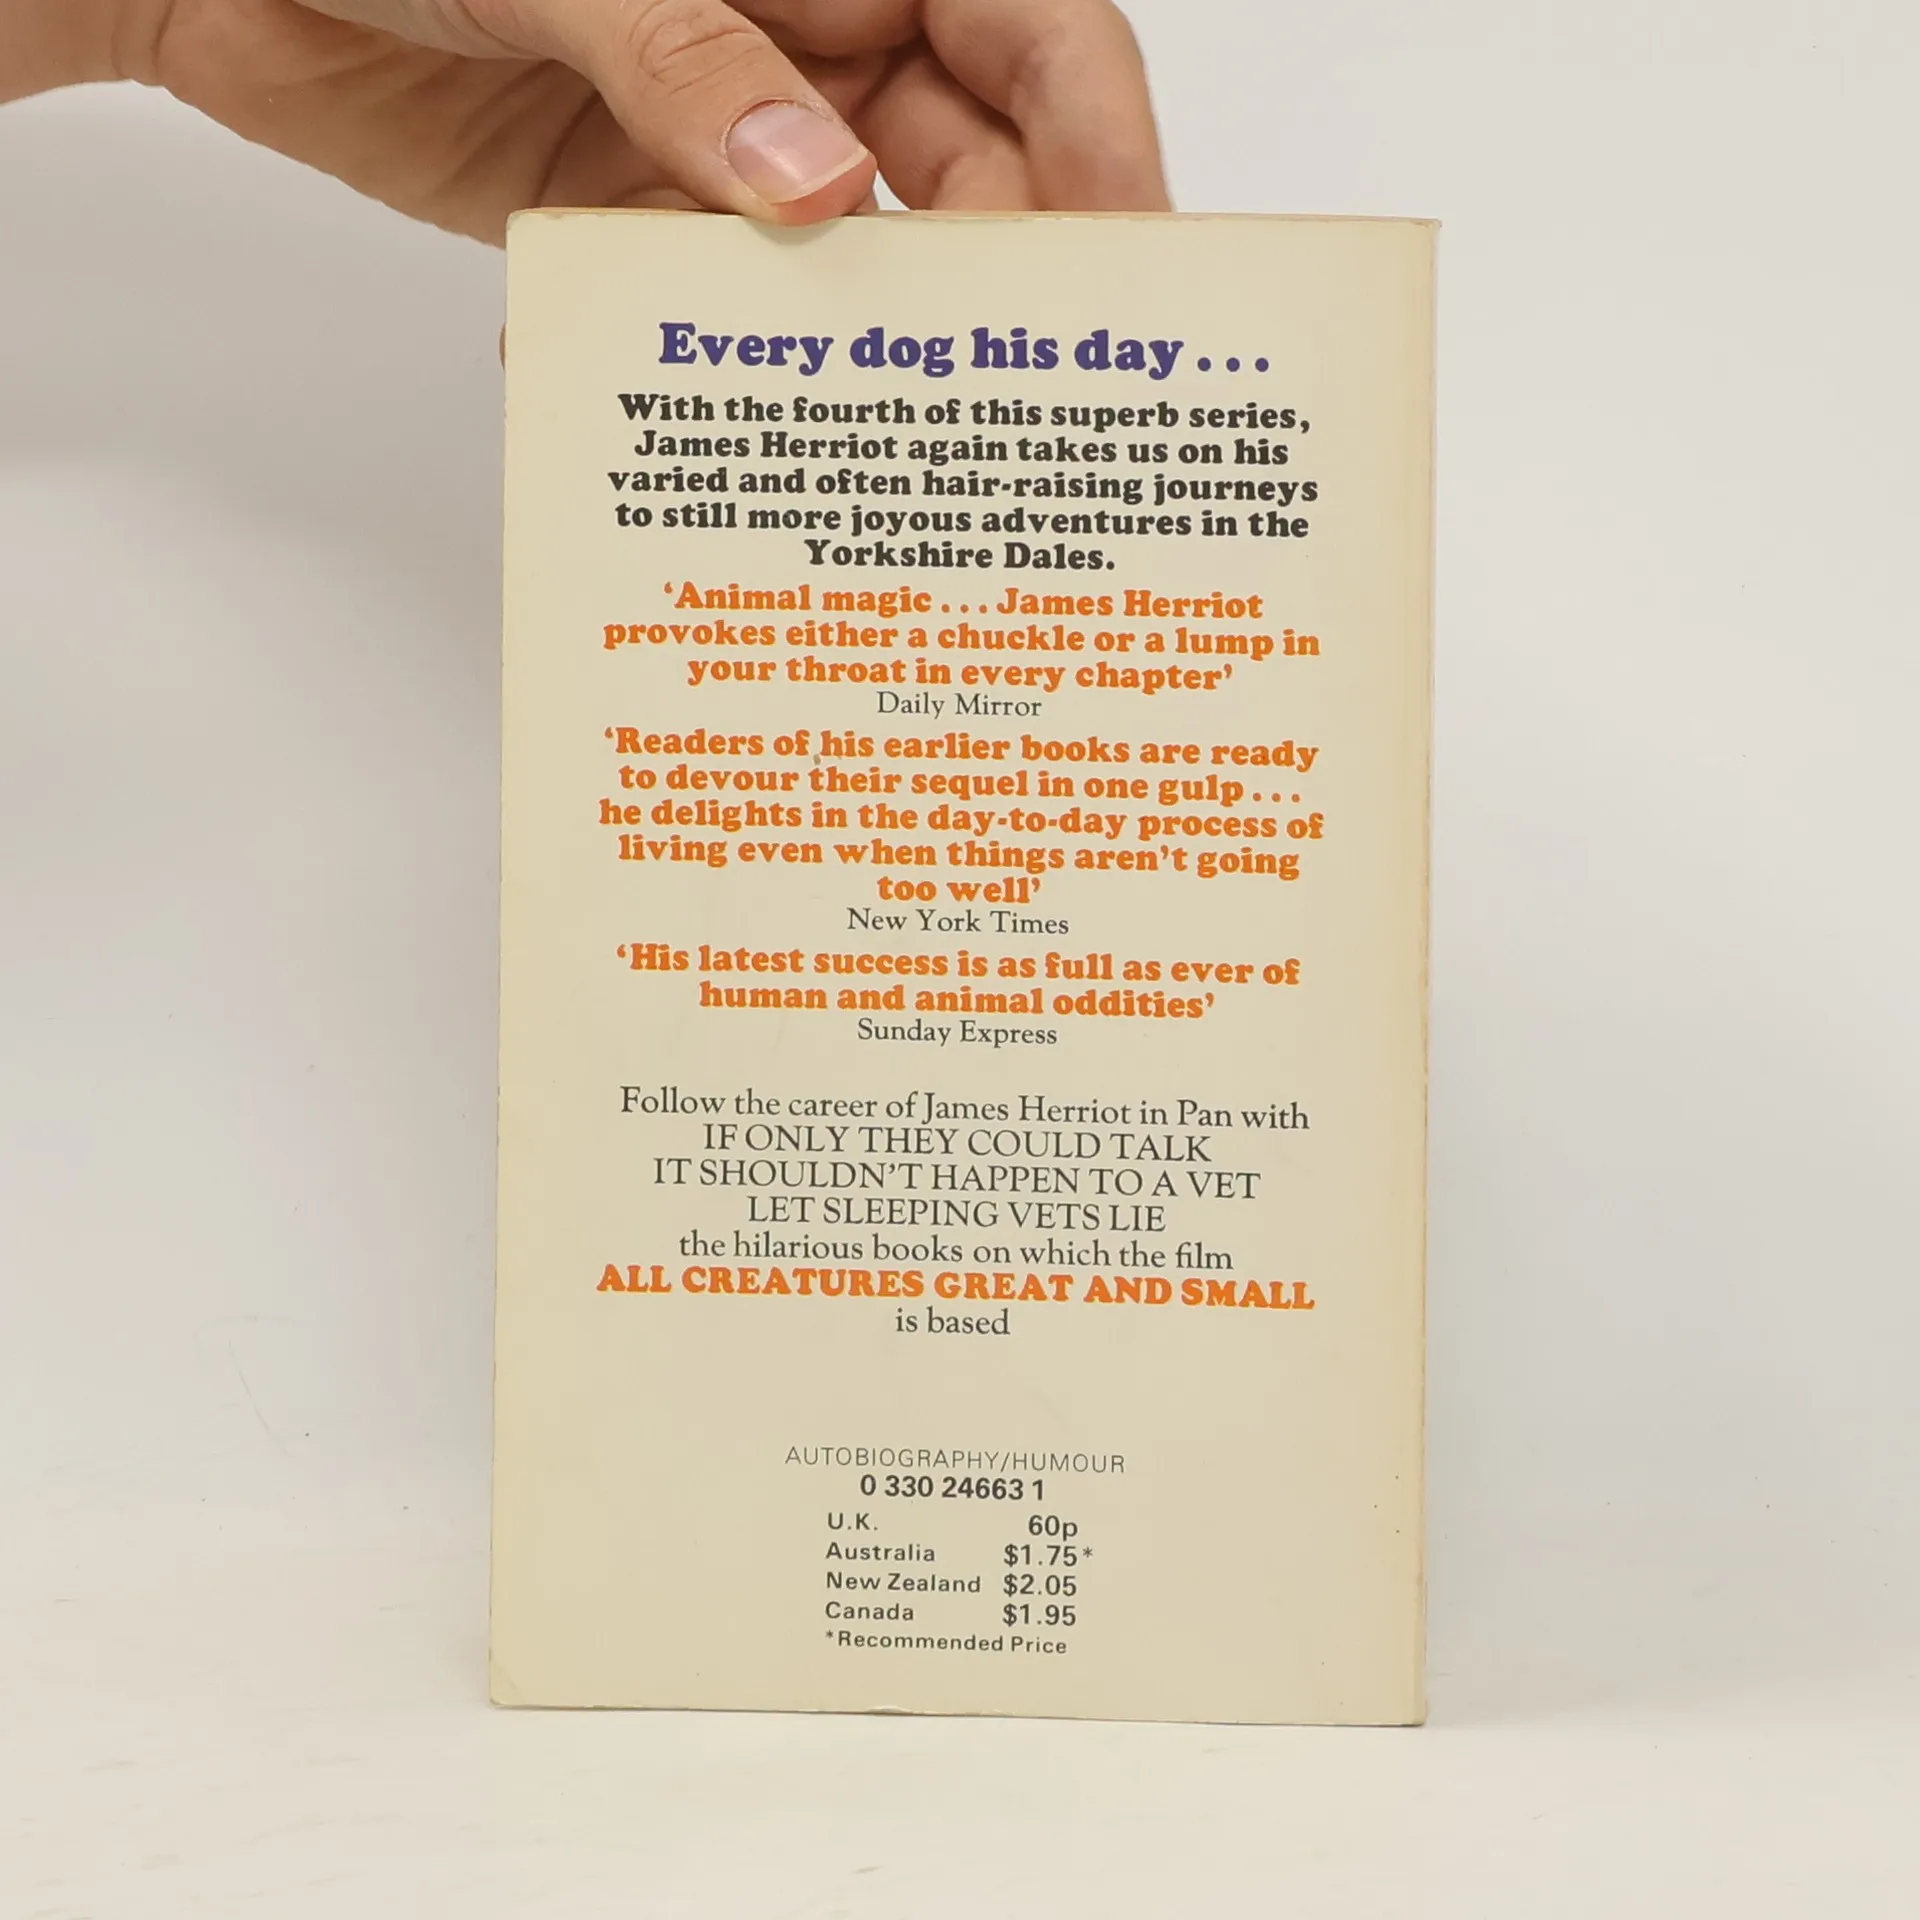 Every dog his day . . .
With the fourth of this superb series,
James Herriot again takes us on his
varied and often hair-raising journeys
to still more joyous adventures in the
Yorkshire Dales.
‘Animal magic . . . James Herriot
provokes either a chuckle or a lump in
your throat in every chapter’
Daily Mirror
‘Readers of his earlier books are ready
to devour their sequel in one gulp . . .
he delights in the day-to-day process of
living even when things aren’t going
too well’
New York Times
‘His latest success is as full as ever of
human and animal oddities’
Sunday Express
Follow the career of James Herriot in Pan with
IF ONLY THEY COULD TALK
IT SHOULDN’T HAPPEN TO A VET
LET SLEEPING VETS LIE
the hilarious books on which the film
ALL CREATURES GREAT AND SMALL
is based
AUTOBIOGRAPHY/HUMOUR
0 330 24663 1
U.K. 60p
Australia $1.75*
New Zealand $2.05
Canada $1.95
*Recommended Price